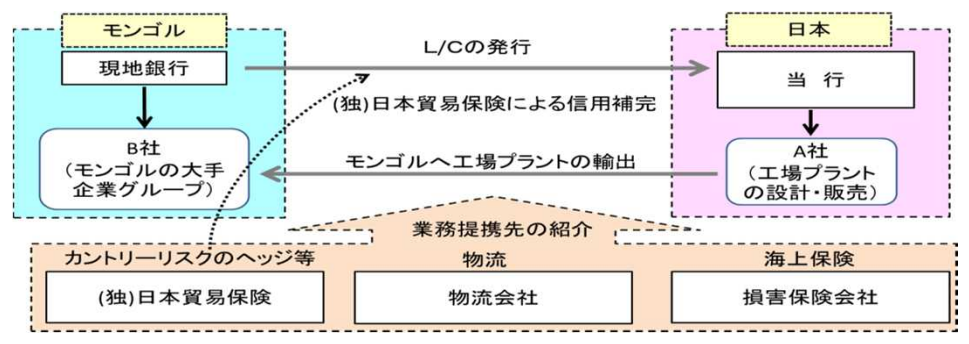 モンゴル
日本
現地銀行
L/Cの発行
当 行
(独)日本貿易保険による信用補完
B社
(モンゴルの大手
企業グループ)
モンゴルへ工場プラントの輸出
A社
(工場プラント
の設計・販売)
業務提携先の紹介
カントリーリスクのヘッジ等
物流
海上保険
(独)日本貿易保険
物流会社
損害保険会社